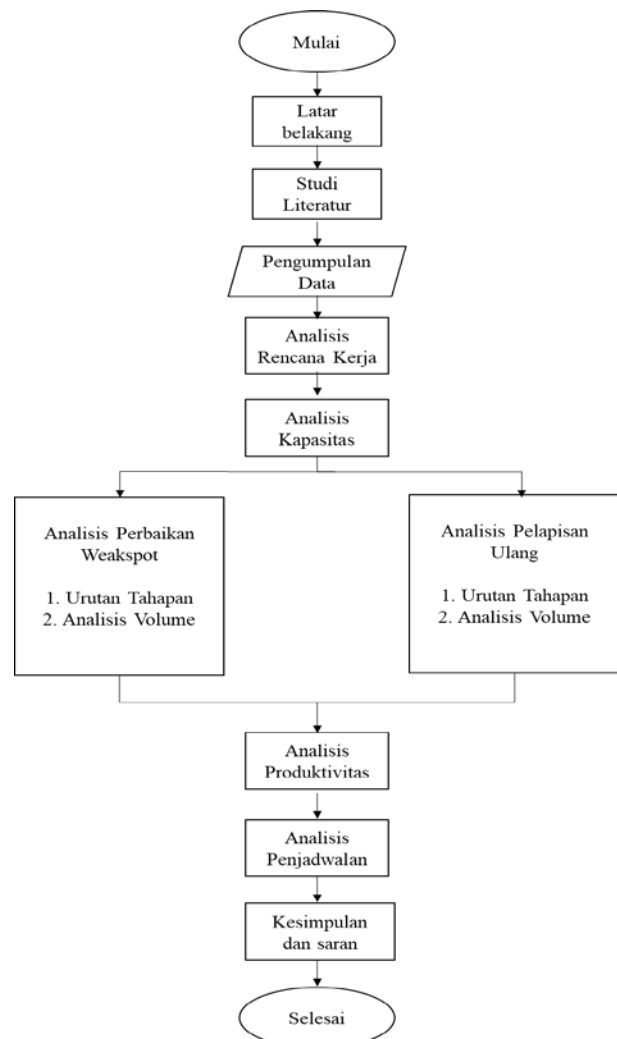 Mulai
Latar
belakang
Studi
Literatur
Pengumpulan
Data
Analisis
Rencana Kerja
Analisis
Kapasitas
Analisis Perbaikan
Weakspot
1. Urutan Tahapan
2. Analisis Volume
Analisis Pelapisan
Ulang
1. Urutan Tahapan
2. Analisis Volume
Analisis
Produktivitas
Analisis
Penjadwalan
Kesimpulan
dan saran
Selesai